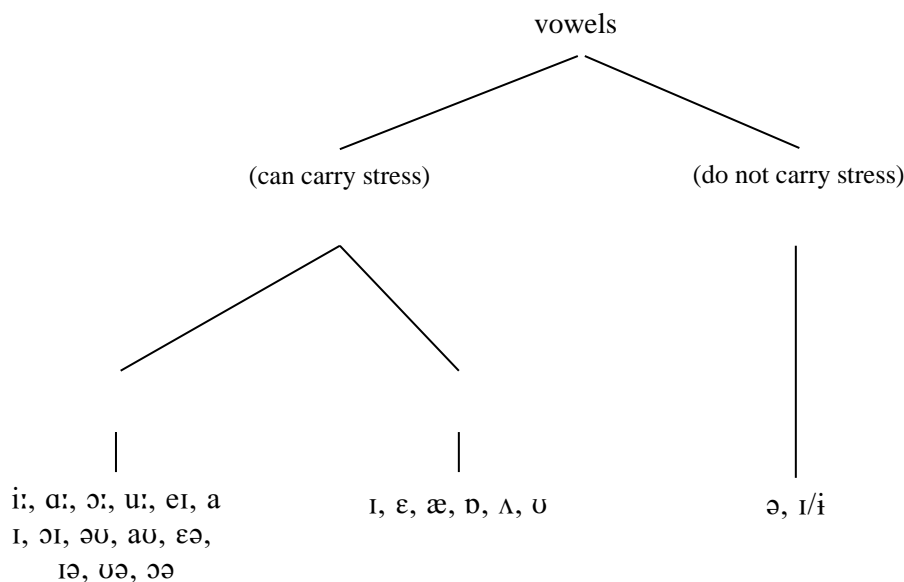 vowels
(can carry stress)
(do not carry stress)
iː, ɑː, ɔː, uː, eɪ, a
ɪ, ɔɪ, əʊ, aʊ, ɛə,
ɪə, ʊə, ɔə
ɪ, ɛ, æ, ɒ, ʌ, ʊ
ə, ɪ/ɨ